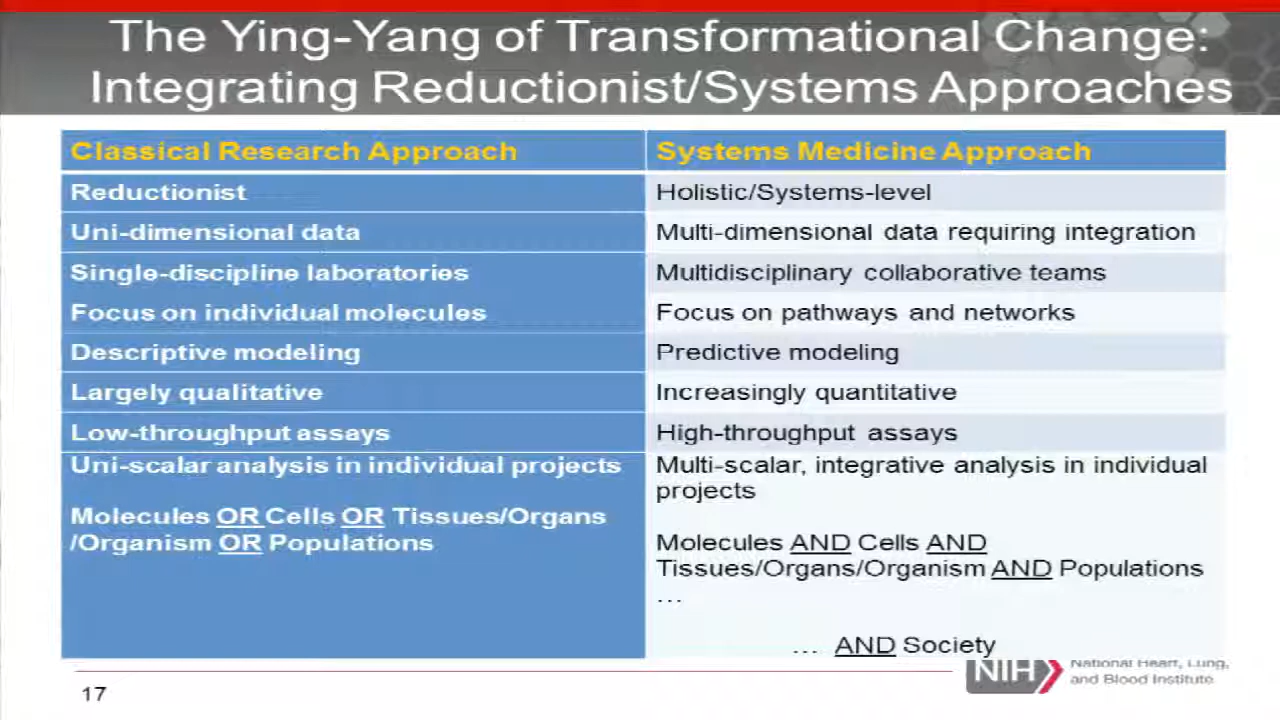 The Ying-Yang of Transformational Change:
Integrating Reductionist/Systems Approaches
Classical Research Approach
Systems Medicine Approach
Reductionist
Holistic/Systems-level
Uni-dimensional data
Multi-dimensional data requiring integration
Single-discipline laboratories
Multidisciplinary collaborative teams
Focus on individual molecules
Focus on pathways and networks
Descriptive modeling
Predictive modeling
Largely qualitative
Increasingly quantitative
Low-throughput assays
High-throughput assays
Uni-scalar analysis in individual projects
Molecules OR Cells OR Tissues/Organs
/Organism OR Populations
Multi-scalar, integrative analysis in individual
projects
Molecules AND Cells AND
Tissues/Organs/Organism AND Populations
...
... AND Society
17
NIH
National Heart, Lung,
and Blood Institute